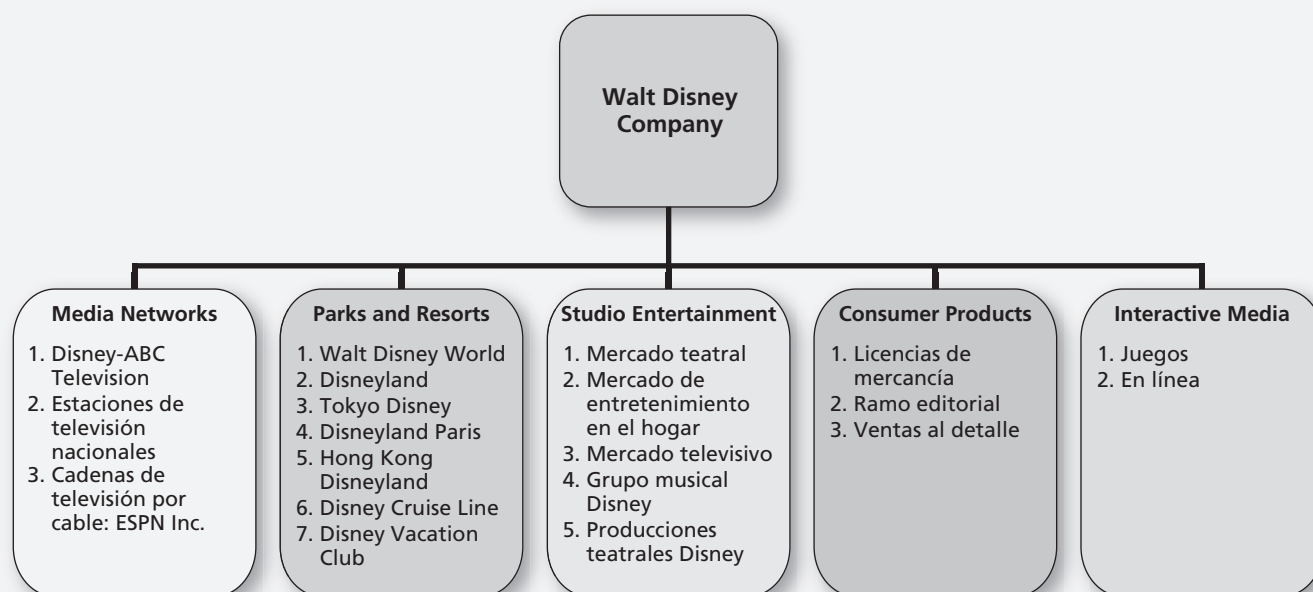 Walt Disney
Company
Media Networks
1. Disney-ABC
Television
2. Estaciones de
televisión
nacionales
3. Cadenas de
televisión por
cable: ESPN Inc.
Parks and Resorts
1. Walt Disney World
2. Disneyland
3. Tokyo Disney
4. Disneyland Paris
5. Hong Kong
Disneyland
6. Disney Cruise Line
7. Disney Vacation
Club
Studio Entertainment
1. Mercado teatral
2. Mercado de
entretenimiento
en el hogar
3. Mercado televisivo
4. Grupo musical
Disney
5. Producciones
teatrales Disney
Consumer Products
1. Licencias de
mercancía
2. Ramo editorial
3. Ventas al detalle
Interactive Media
1. Juegos
2. En línea